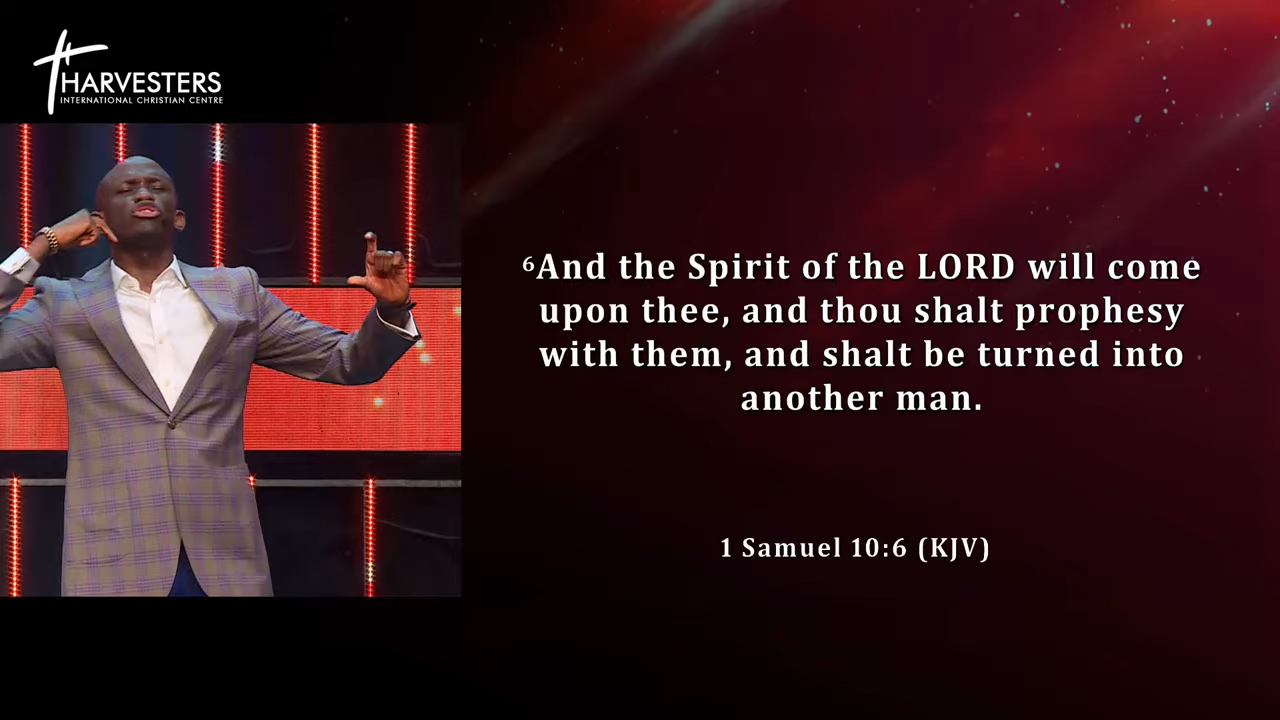 HARVESTERS
INTERNATIONAL CHRISTIAN CENTRE
⁶And the Spirit of the LORD will come
upon thee, and thou shalt prophesy
with them, and shalt be turned into
another man.
1 Samuel 10:6 (KJV)